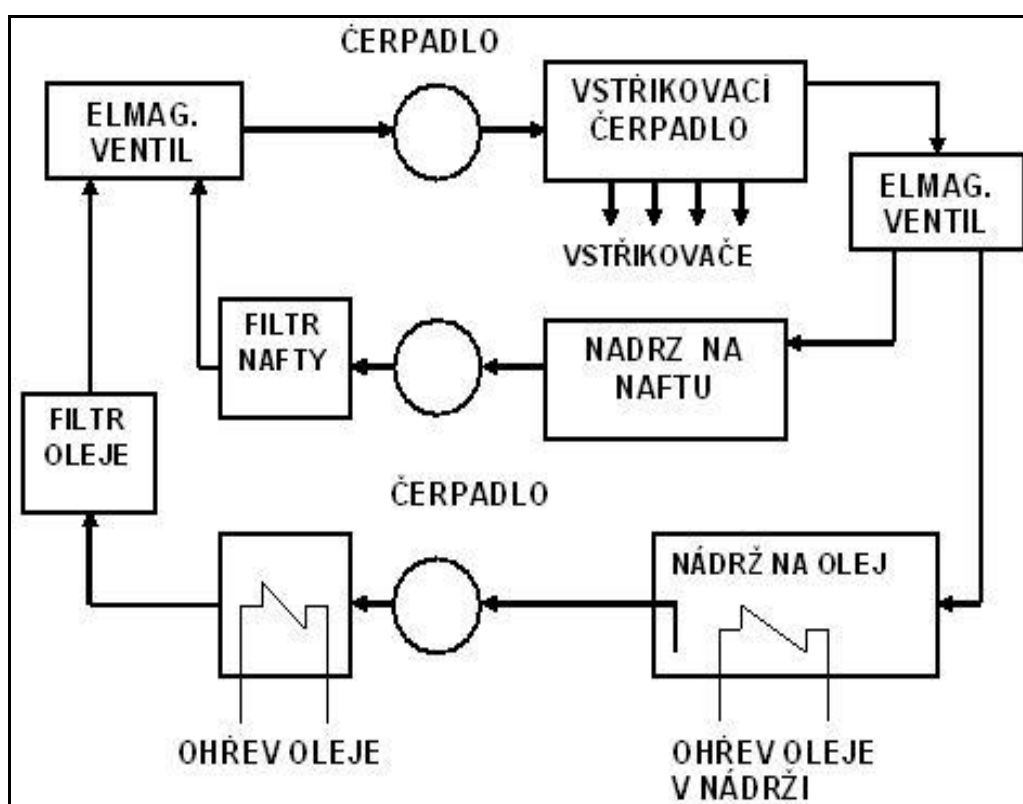 ČERPADLO
ELMAG.
VENTIL
VSTŘIKOVACÍ
ČERPADLO
ELMAG.
VENTIL
VSTŘIKOVAČE
FILTR
NAFTY
NADRZ NA
NAFTU
FILTR
OLEJE
ČERPADLO
NÁDRŽ NA OLEJ
OHŘEV OLEJE
OHŘEV OLEJE
V NÁDRŽI